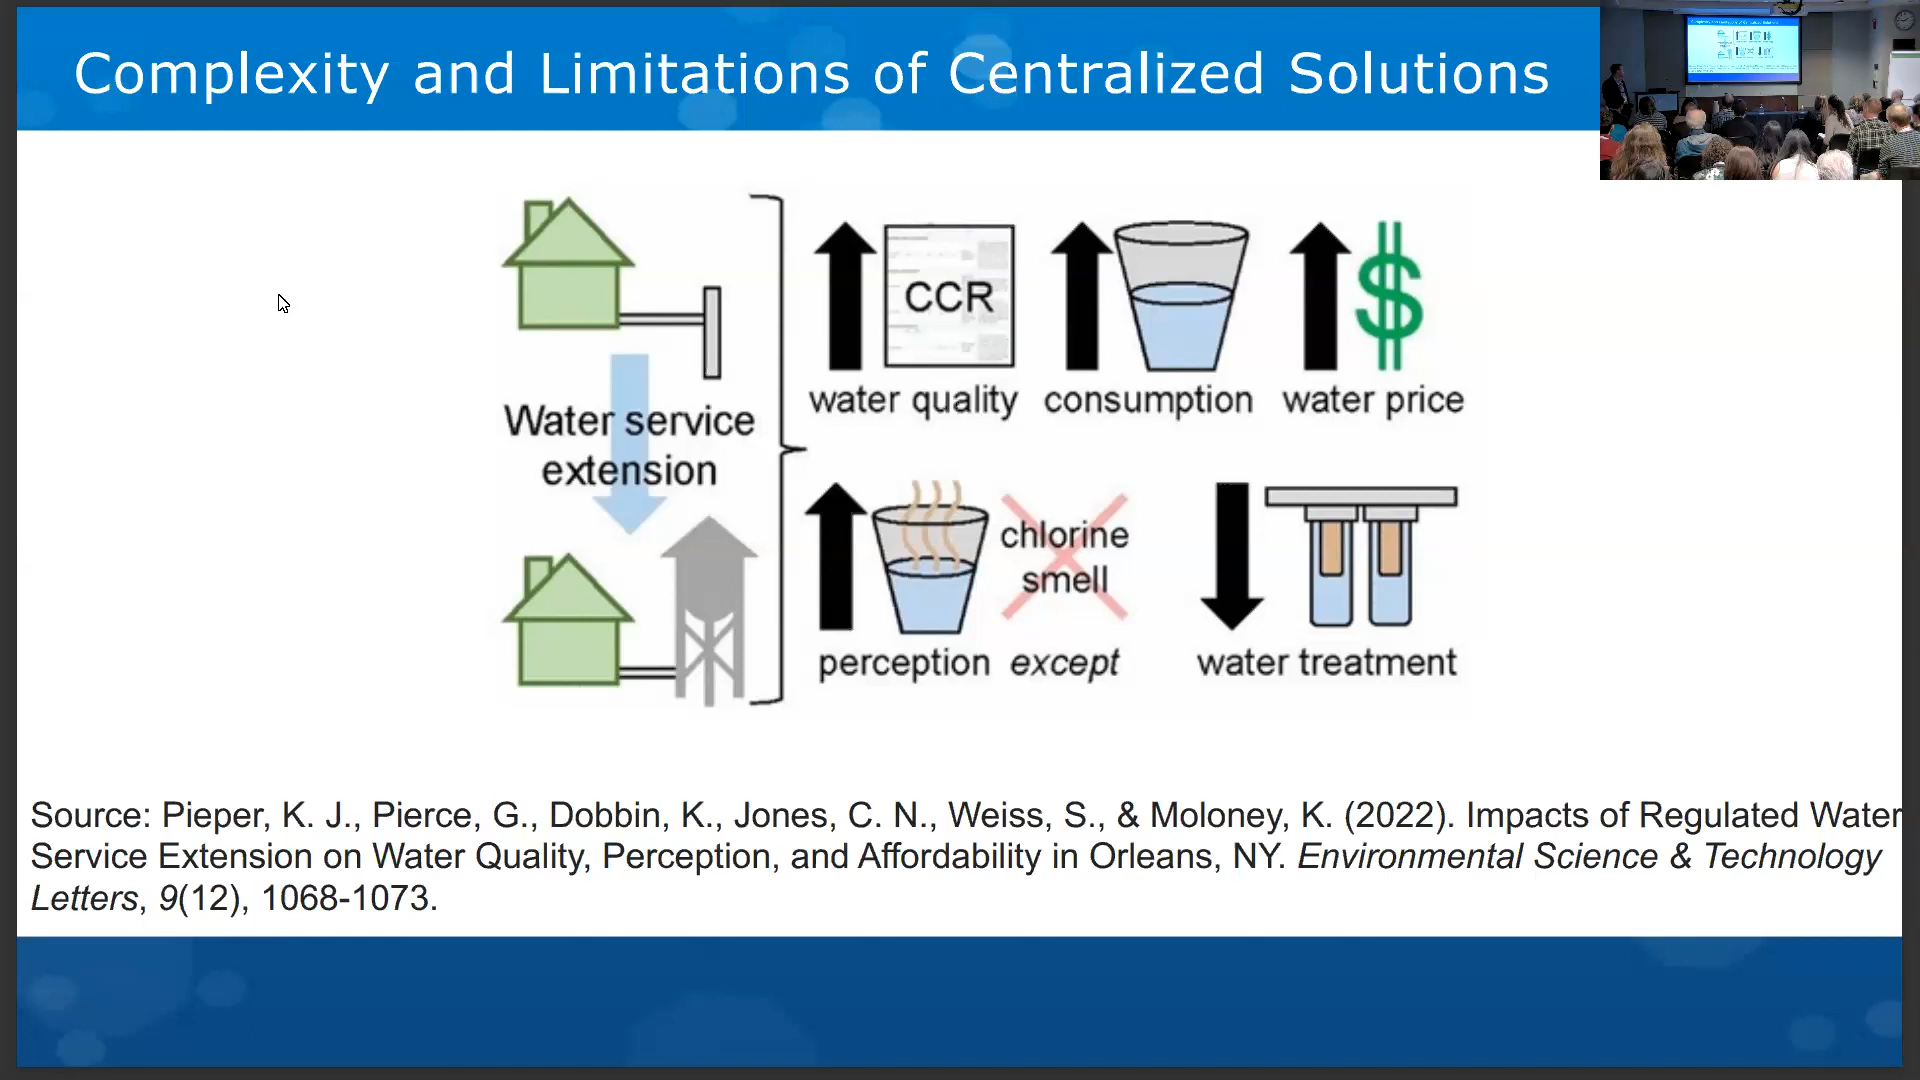 Complexity and Limitations of Centralized Solutions
CCR
water quality
consumption
water price
Water service
extension
chlorine
smell
perception except
water treatment
Source: Pieper, K. J., Pierce, G., Dobbin, K., Jones, C. N., Weiss, S., & Moloney, K. (2022). Impacts of Regulated Water
Service Extension on Water Quality, Perception, and Affordability in Orleans, NY. Environmental Science & Technology
Letters, 9(12), 1068-1073.